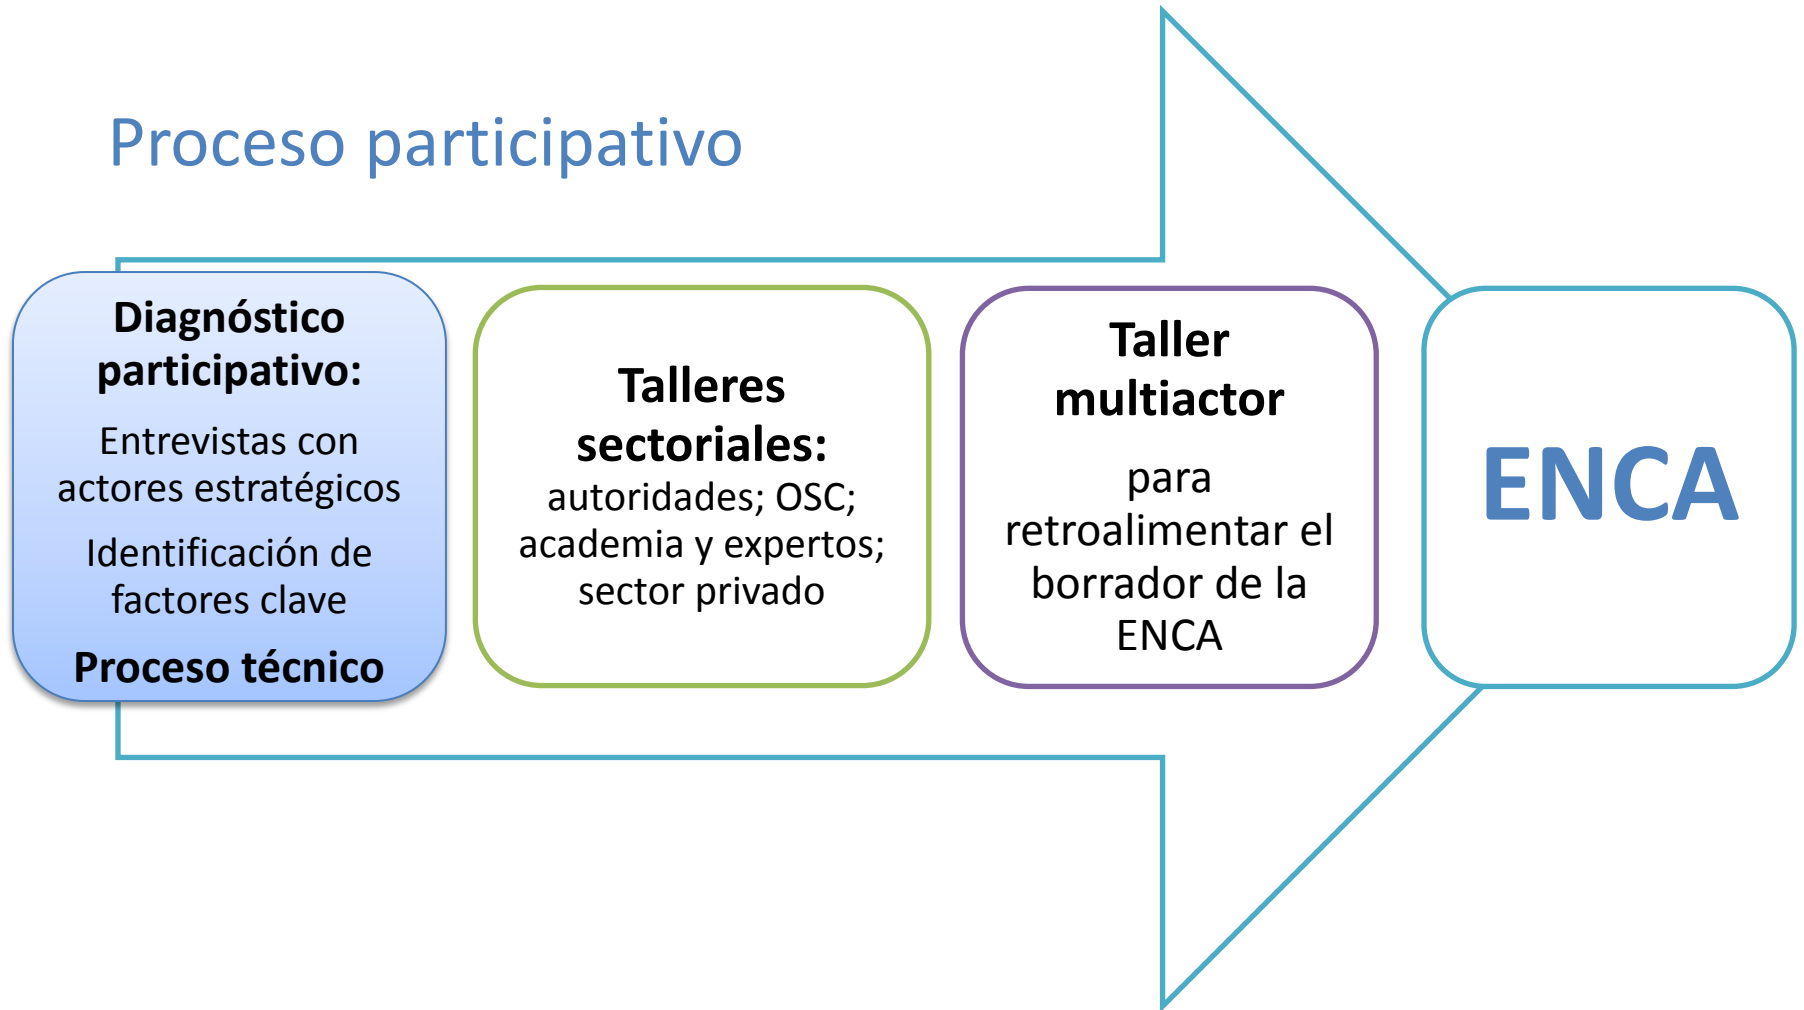 Proceso participativo
Diagnóstico
participativo:
Entrevistas con
actores estratégicos
Identificación de
factores clave
Proceso técnico
Talleres
sectoriales:
autoridades; OSC;
academia y expertos;
sector privado
Taller
multiactor
para
retroalimentar el
borrador de la
ENCA
ENCA